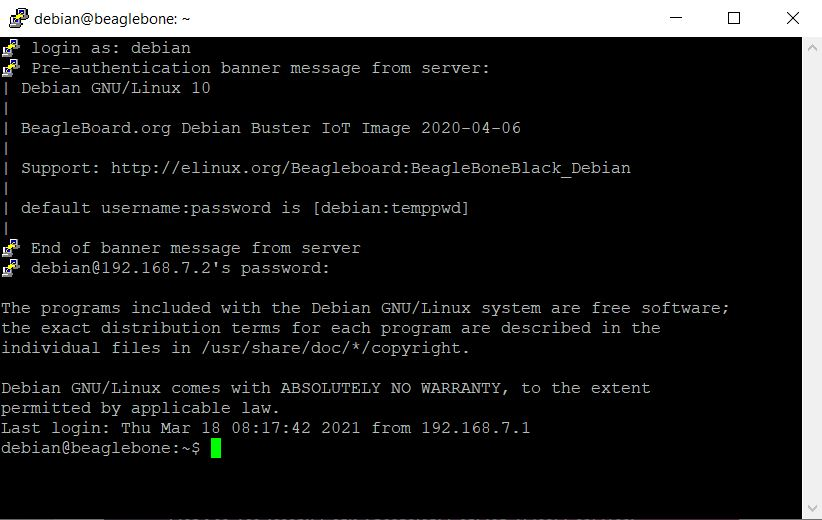 debian@beaglebone: ~
login as: debian
Pre-authentication banner message from server:
| Debian GNU/Linux 10
|
| BeagleBoard.org Debian Buster IoT Image 2020-04-06
|
| Support: http://elinux.org/Beagleboard:BeagleBoneBlack_Debian
|
| default username:password is [debian:temppwd]
|
End of banner message from server
debian@192.168.7.2's password:
The programs included with the Debian GNU/Linux system are free software;
the exact distribution terms for each program are described in the
individual files in /usr/share/doc/*/copyright.
Debian GNU/Linux comes with ABSOLUTELY NO WARRANTY, to the extent
permitted by applicable law.
Last login: Thu Mar 18 08:17:42 2021 from 192.168.7.1
debian@beaglebone:~$